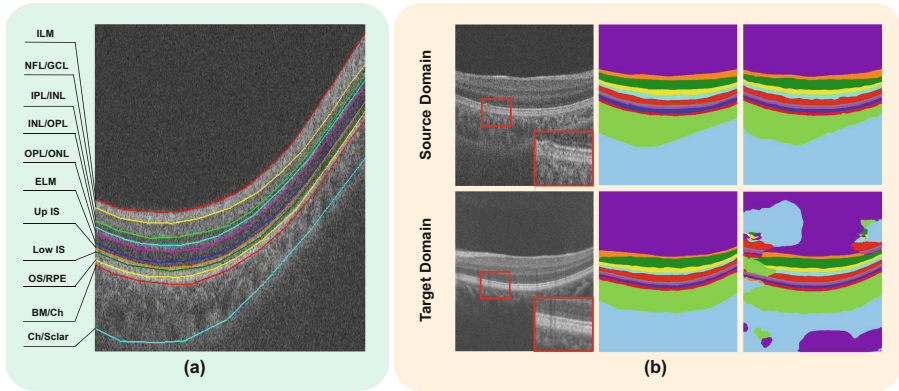 ILM
NFL/GCL
IPL/INL
INL/OPL
OPL/ONL
ELM
Up IS
Low IS
OS/RPE
BM/Ch
Ch/Sclar
(a)
Source Domain
Target Domain
(b)